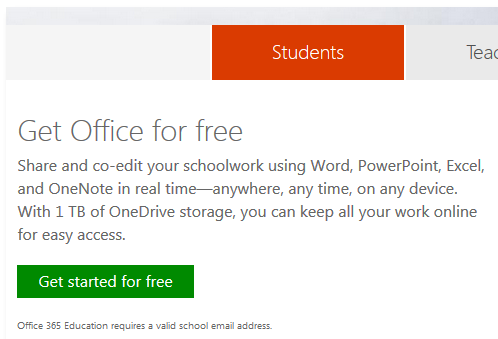 Students
Teac
Get Office for free
Share and co-edit your schoolwork using Word, PowerPoint, Excel,
and OneNote in real time—anywhere, any time, on any device.
With 1 TB of OneDrive storage, you can keep all your work online
for easy access.
Get started for free
Office 365 Education requires a valid school email address.